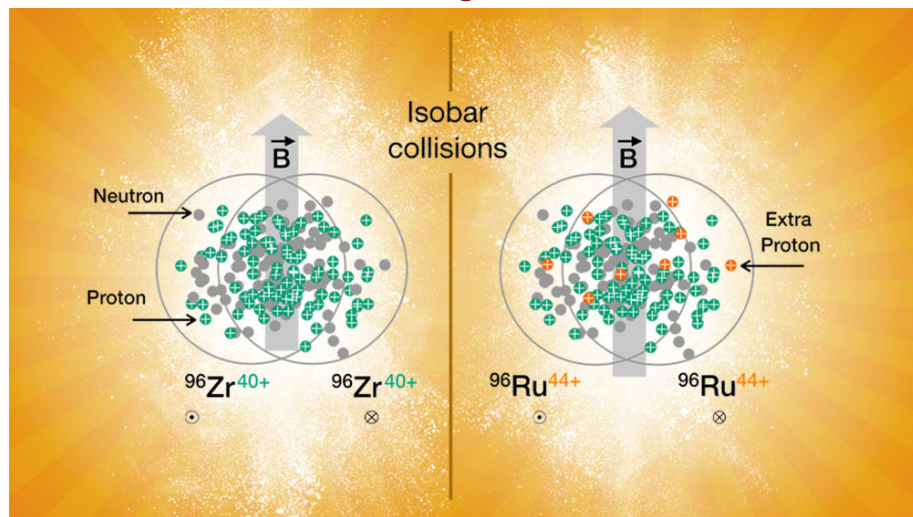 Isobar
collisions
B
B
Neutron
Proton
Extra
Proton
96Zr40+
96Zr40+
96Ru44+
96Ru44+